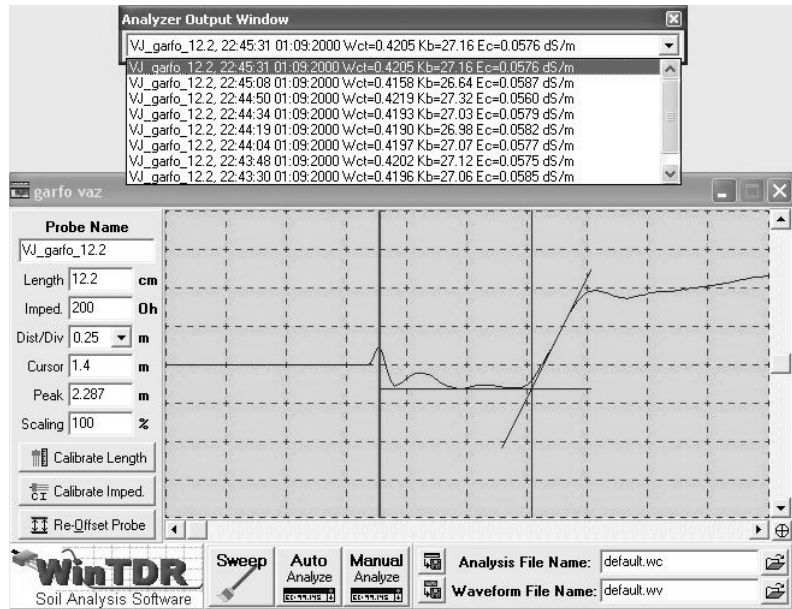 Analyzer Output Window
VJ_garfo_12.2, 22:45:31 01:09:2000 Wct=0.4205 Kb=27.16 Ec=0.0576 dS/m
VJ_garfo_12.2, 22:45:31 01:09:2000 Wct=0.4205 Kb=27.16 Ec=0.0576 dS/m
VJ_garfo_12.2, 22:45:08 01:09:2000 Wct=0.4158 Kb=26.64 Ec=0.0587 dS/m
VJ_garfo_12.2, 22:44:50 01:09:2000 Wct=0.4219 Kb=27.32 Ec=0.0560 dS/m
VJ_garfo_12.2, 22:44:34 01:09:2000 Wct=0.4193 Kb=27.03 Ec=0.0579 dS/m
VJ_garfo_12.2, 22:44:19 01:09:2000 Wct=0.4190 Kb=26.98 Ec=0.0582 dS/m
VJ_garfo_12.2, 22:44:04 01:09:2000 Wct=0.4197 Kb=27.07 Ec=0.0577 dS/m
VJ_garfo_12.2, 22:43:48 01:09:2000 Wct=0.4202 Kb=27.12 Ec=0.0575 dS/m
VJ_garfo_12.2, 22:43:30 01:09:2000 Wct=0.4196 Kb=27.06 Ec=0.0585 dS/m
garfo vaz
Probe Name
VJ_garfo_12.2
Length 12.2 cm
Imped. 200 Oh
Dist/Div 0.25 m
Cursor 1.4 m
Peak 2.287 m
Scaling 100 %
Calibrate Length
Calibrate Imped.
Re-Offset Probe
WinTDR
Soil Analysis Software
Sweep
Auto
Analyze
Manual
Analyze
Analysis File Name: default.wc
Waveform File Name: default.wv